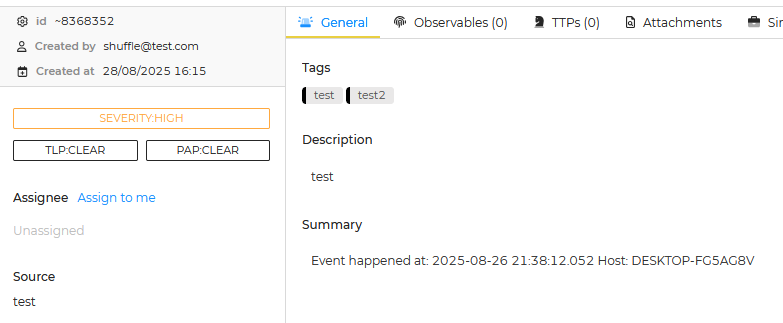 id ~8368352
Created by shuffle@test.com
Created at 28/08/2025 16:15
SEVERITY:HIGH
TLP:CLEAR PAP:CLEAR
Assignee Assign to me
Unassigned
Source
test
General Observables (0) TTPs (0) Attachments
Tags
test test2
Description
test
Summary
Event happened at: 2025-08-26 21:38:12.052 Host: DESKTOP-FG5AG8V